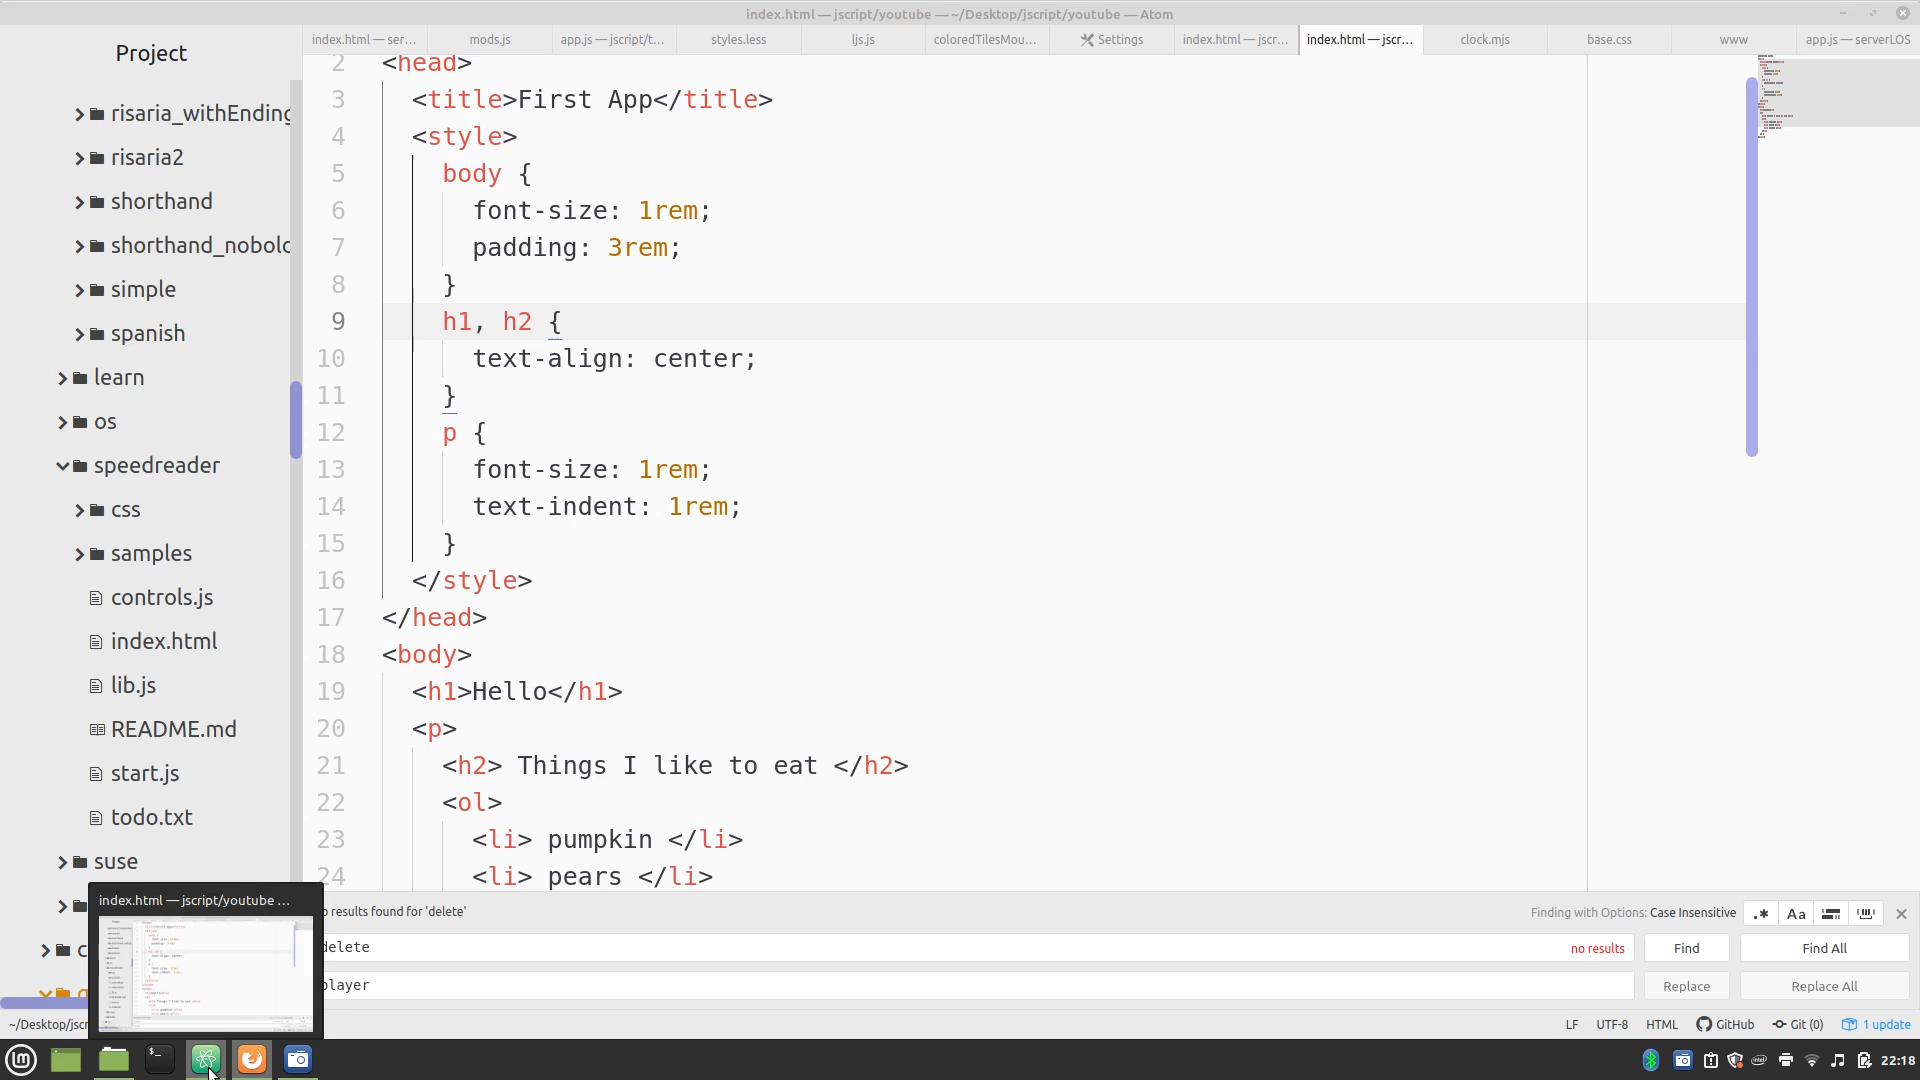 index.html — jscript/youtube — ~/Desktop/jscript/youtube — Atom
Project
index.html — ser...
mods.js
app.js — jscript/t...
styles.less
ljs.js
coloredTilesMou...
Settings
index.html — jscr...
index.html — jscr...
clock.mjs
base.css
www
app.js — serverLOS
risaria_withEnding
risaria2
shorthand
shorthand_nobolo
simple
spanish
learn
os
speedreader
css
samples
controls.js
index.html
lib.js
README.md
start.js
todo.txt
suse
2 <head>
3 <title>First App</title>
4 <style>
5 body {
6 font-size: 1rem;
7 padding: 3rem;
8 }
9 h1, h2 {
10 text-align: center;
11 }
12 p {
13 font-size: 1rem;
14 text-indent: 1rem;
15 }
16 </style>
17 </head>
18 <body>
19 <h1>Hello</h1>
20 <p>
21 <h2> Things I like to eat </h2>
22 <ol>
23 <li> pumpkin </li>
24 <li> pears </li>
index.html — jscript/youtube ...
o results found for 'delete'
Finding with Options: Case Insensitive
.* Aa
delete
no results
Find
Find All
player
Replace
Replace All
~/Desktop/jscr
LF
UTF-8
HTML
GitHub
Git (0)
1 update
22:18